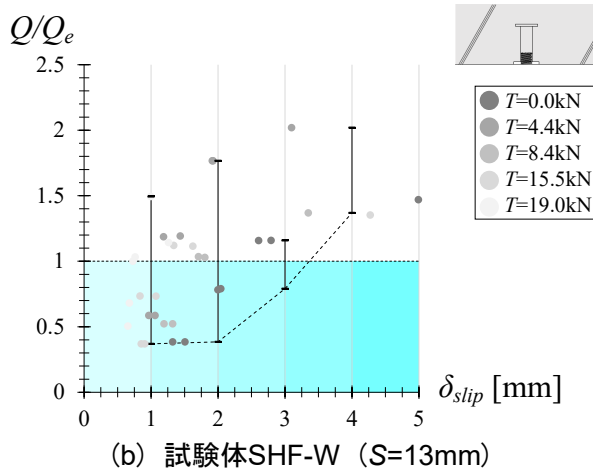 Q/Qe
2.5
2
1.5
1
0.5
0
0 1 2 3 4 5
δslip [mm]
T=0.0kN
T=4.4kN
T=8.4kN
T=15.5kN
T=19.0kN
(b) 試験体SHF-W（S=13mm）